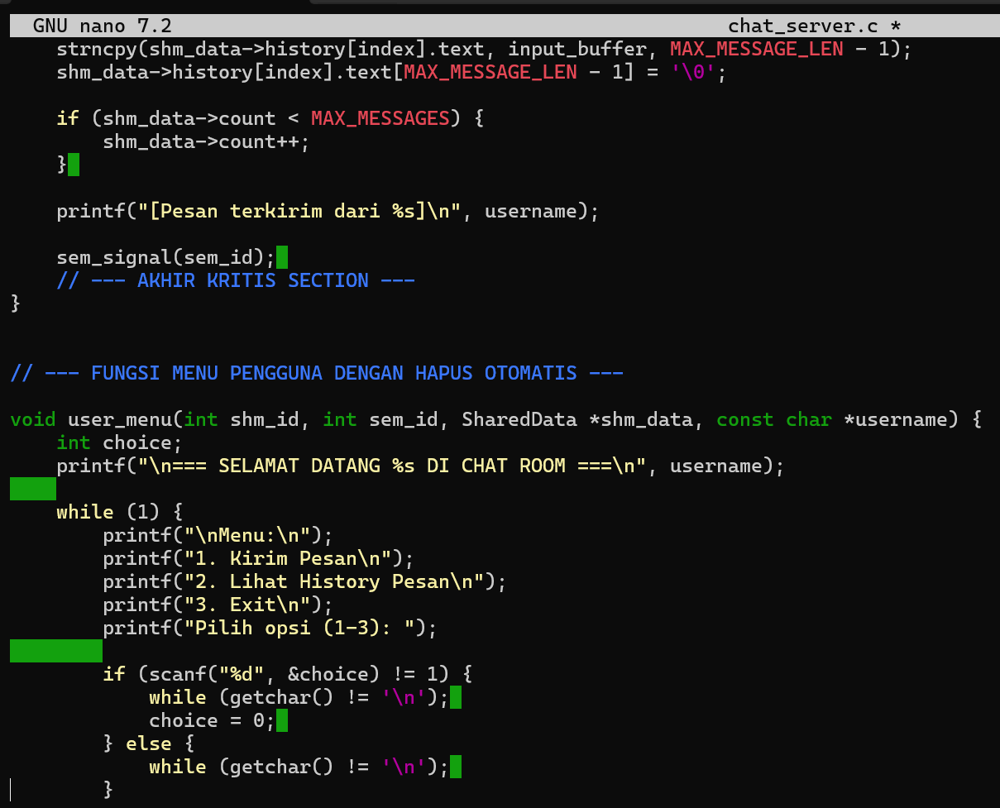 GNU nano 7.2 chat_server.c *
    strncpy(shm_data->history[index].text, input_buffer, MAX_MESSAGE_LEN - 1);
    shm_data->history[index].text[MAX_MESSAGE_LEN - 1] = '\0';

    if (shm_data->count < MAX_MESSAGES) {
        shm_data->count++;
    }

    printf("[Pesan terkirim dari %s]\n", username);

    sem_signal(sem_id);
    // --- AKHIR KRITIS SECTION ---
}


// --- FUNGSI MENU PENGGUNA DENGAN HAPUS OTOMATIS ---

void user_menu(int shm_id, int sem_id, SharedData *shm_data, const char *username) {
    int choice;
    printf("\n=== SELAMAT DATANG %s DI CHAT ROOM ===\n", username);

    while (1) {
        printf("\nMenu:\n");
        printf("1. Kirim Pesan\n");
        printf("2. Lihat History Pesan\n");
        printf("3. Exit\n");
        printf("Pilih opsi (1-3): ");

        if (scanf("%d", &choice) != 1) {
            while (getchar() != '\n');
            choice = 0;
        } else {
            while (getchar() != '\n');
        }